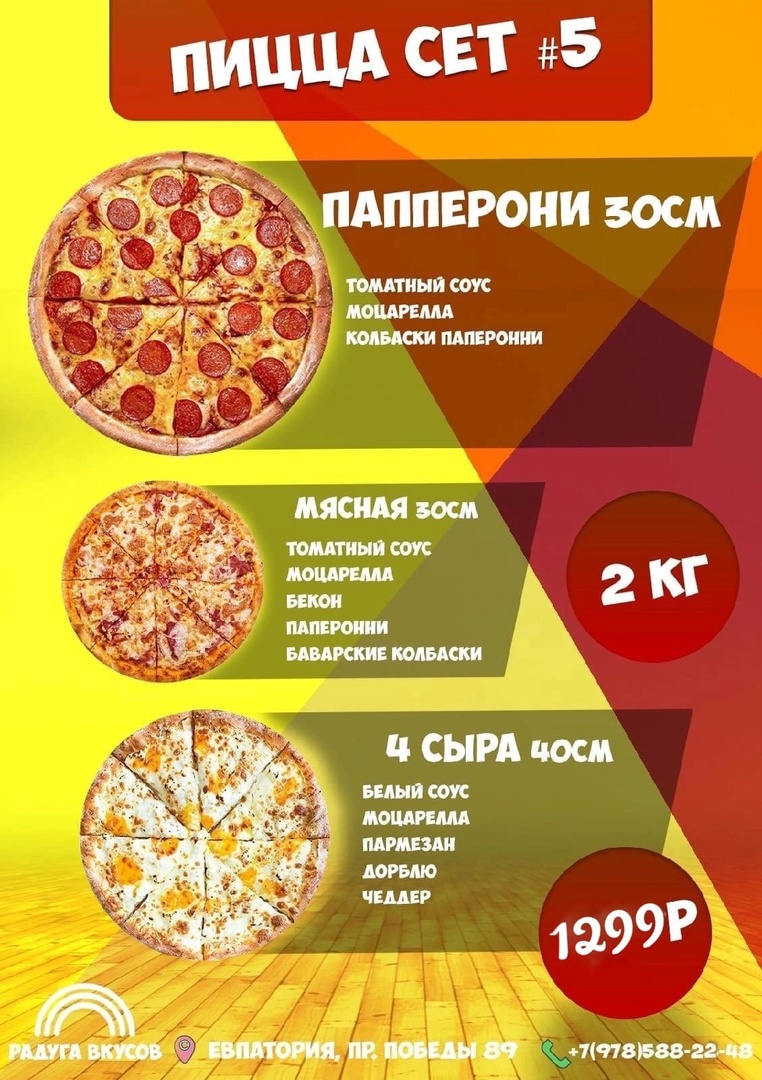 ПИЦЦА СЕТ #5
ПАППЕРОНИ 30СМ
ТОМАТНЫЙ СОУС
МОЦАРЕЛЛА
КОЛБАСКИ ПАПЕРОННИ
МЯСНАЯ 30СМ
ТОМАТНЫЙ СОУС
МОЦАРЕЛЛА
БЕКОН
ПАПЕРОННИ
БАВАРСКИЕ КОЛБАСКИ
2 КГ
4 СЫРА 40СМ
БЕЛЫЙ СОУС
МОЦАРЕЛЛА
ПАРМЕЗАН
ДОРБЛЮ
ЧЕДДЕР
1299Р
РАДУГА ВКУСОВ ЕВПАТОРИЯ, ПР. ПОБЕДЫ 89 +7(978)588-22-48